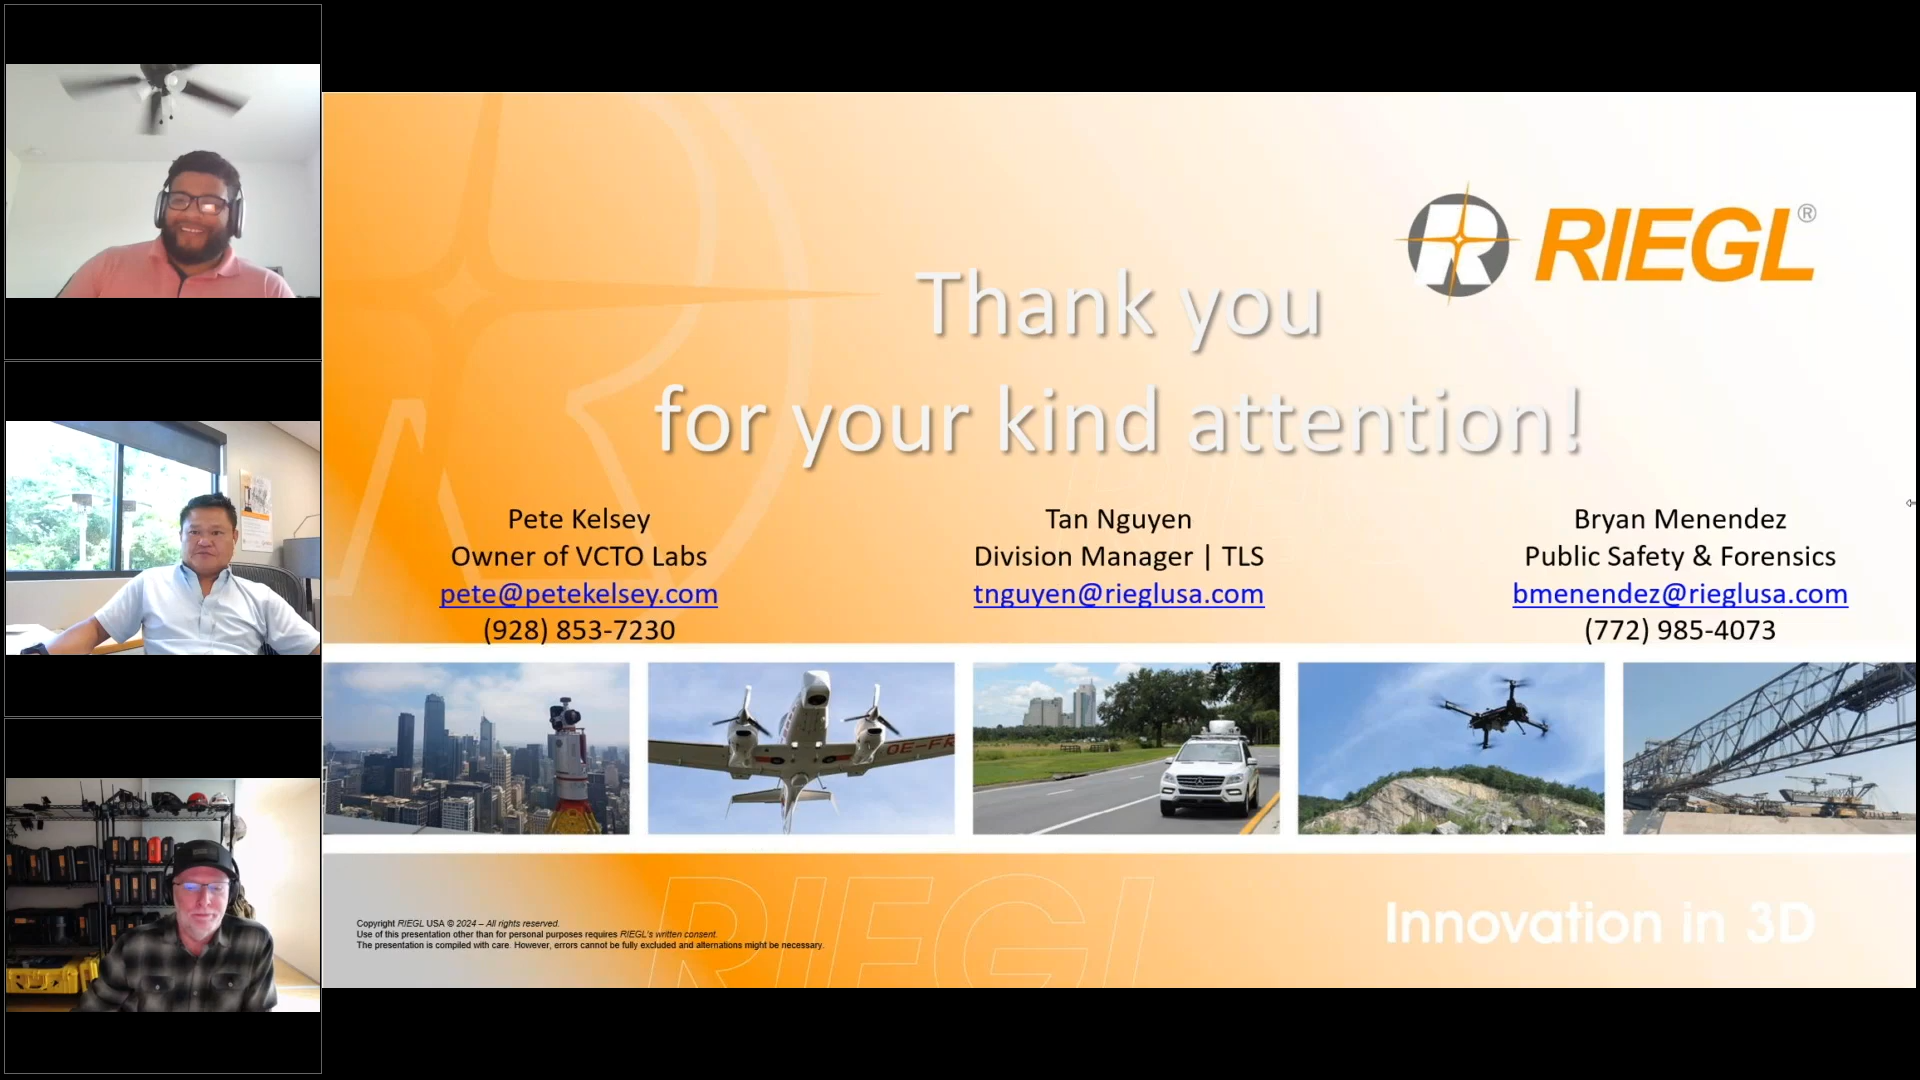 RIEGL®
Thank you
for your kind attention!
Pete Kelsey
Owner of VCTO Labs
pete@petekelsey.com
(928) 853-7230
Tan Nguyen
Division Manager | TLS
tnguyen@rieglusa.com
Bryan Menendez
Public Safety & Forensics
bmenendez@rieglusa.com
(772) 985-4073
OE-FR
Copyright RIEGL USA © 2024 – All rights reserved.
Use of this presentation other than for personal purposes requires RIEGL's written consent.
The presentation is compiled with care. However, errors cannot be fully excluded and alternations might be necessary.
RIEGL
Innovation in 3D